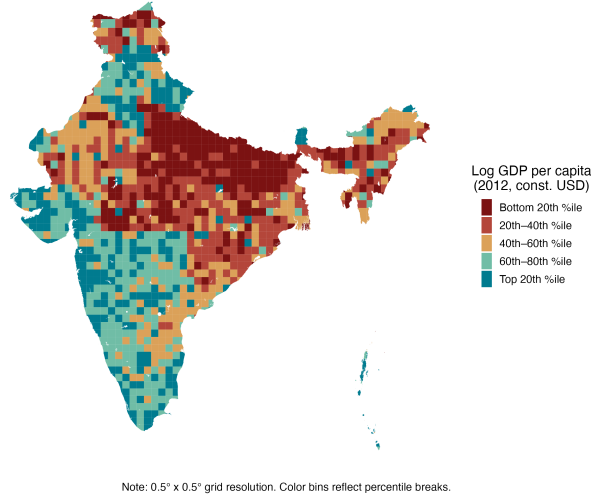 Log GDP per capita
(2012, const. USD)
Bottom 20th %ile
20th–40th %ile
40th–60th %ile
60th–80th %ile
Top 20th %ile
Note: 0.5° x 0.5° grid resolution. Color bins reflect percentile breaks.